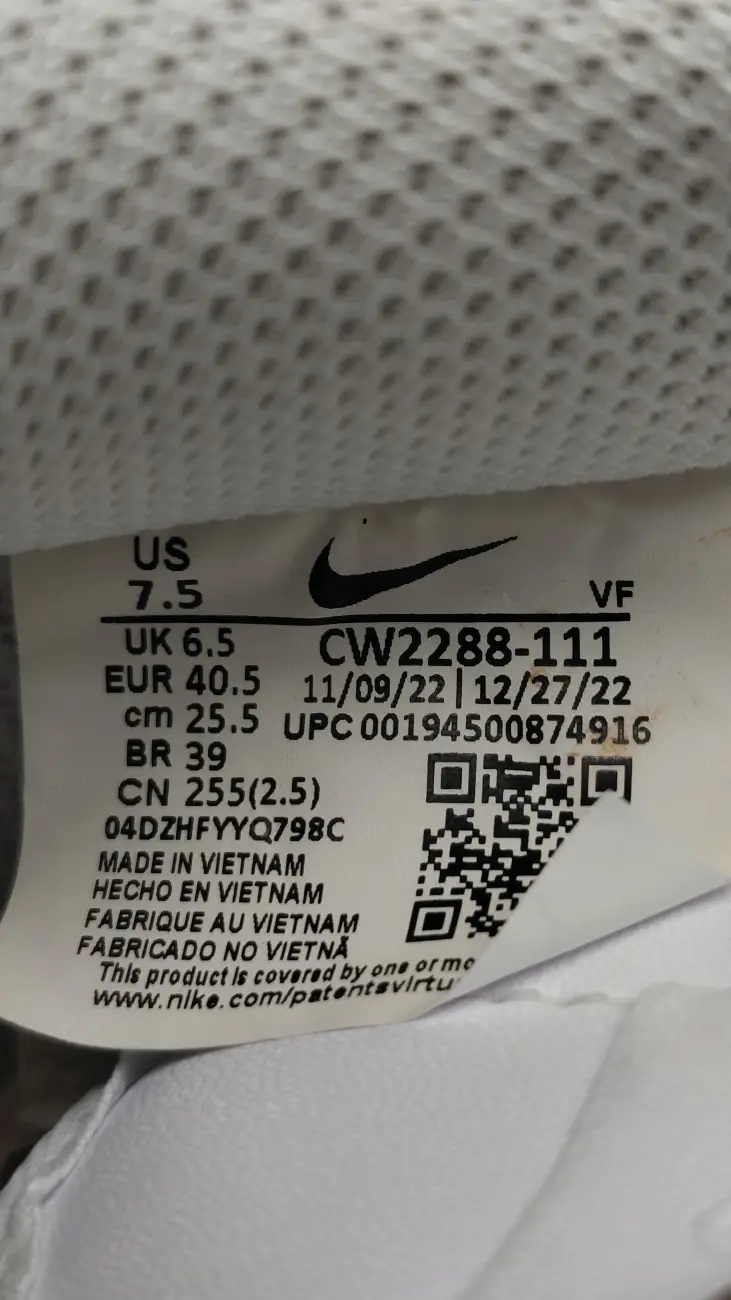 US
7.5 VF
UK 6.5 CW2288-111
EUR 40.5 11/09/22 | 12/27/22
cm 25.5 UPC 00194500874916
BR 39
CN 255(2.5)
04DZHFYYQ798C
MADE IN VIETNAM
HECHO EN VIETNAM
FABRIQUE AU VIETNAM
FABRICADO NO VIETNÃ
This product is covered by one or mo
www.nike.com/patentsvirtu